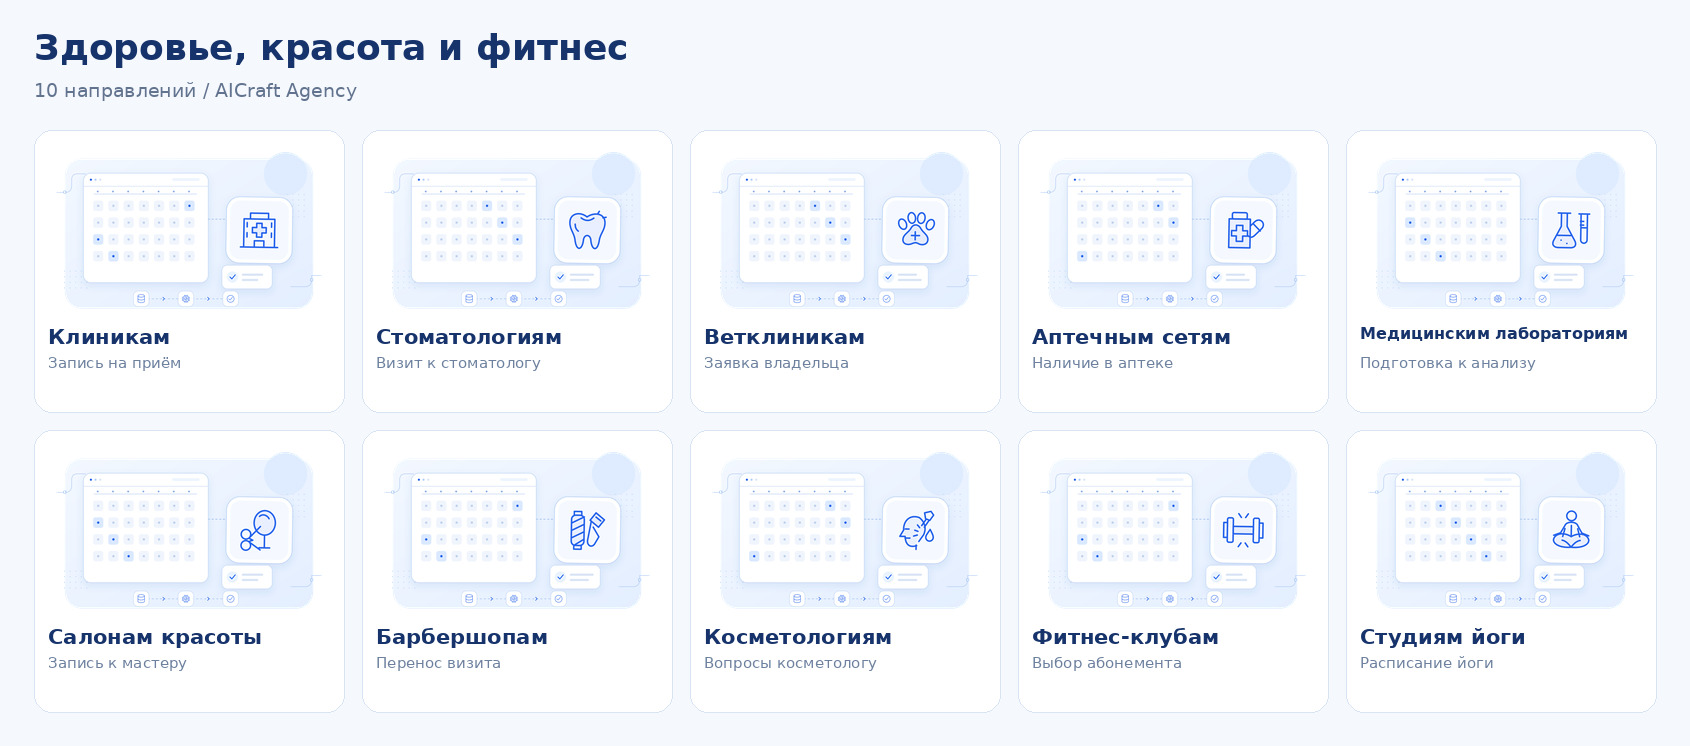 Здоровье, красота и фитнес
10 направлений / AICraft Agency
Клиникам
Запись на приём
Стоматологиям
Визит к стоматологу
Ветклиникам
Заявка владельца
Аптечным сетям
Наличие в аптеке
Медицинским лабораториям
Подготовка к анализу
Салонам красоты
Запись к мастеру
Барбершопам
Перенос визита
Косметологиям
Вопросы косметологу
Фитнес-клубам
Выбор абонемента
Студиям йоги
Расписание йоги